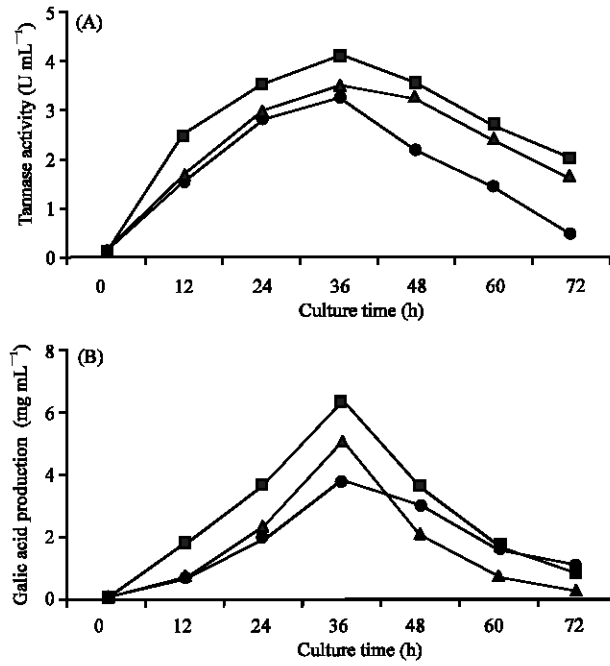 (A)
Tannase activity (U mL⁻¹)
5
4
3
2
1
0
0 12 24 36 48 60 72
Culture time (h)
(B)
Galic acid production (mg mL⁻¹)
8
6
4
2
0
0 12 24 36 48 60 72
Culture time (h)